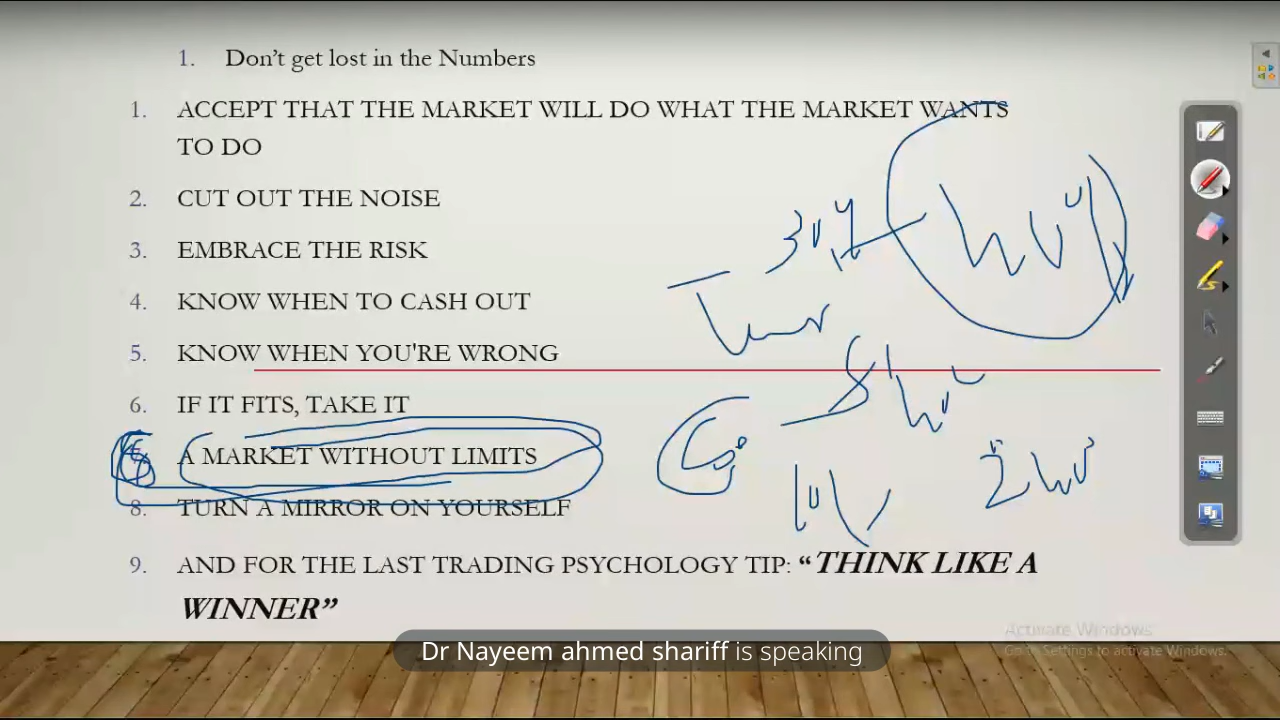 1. Don't get lost in the Numbers
1. ACCEPT THAT THE MARKET WILL DO WHAT THE MARKET WANTS
TO DO
2. CUT OUT THE NOISE
3. EMBRACE THE RISK
4. KNOW WHEN TO CASH OUT
5. KNOW WHEN YOU'RE WRONG
6. IF IT FITS, TAKE IT
A MARKET WITHOUT LIMITS
8. TURN A MIRROR ON YOURSELF
9. AND FOR THE LAST TRADING PSYCHOLOGY TIP: “THINK LIKE A
WINNER”
Activate Windows
Go to Settings to activate Windows.
Dr Nayeem ahmed shariff is speaking